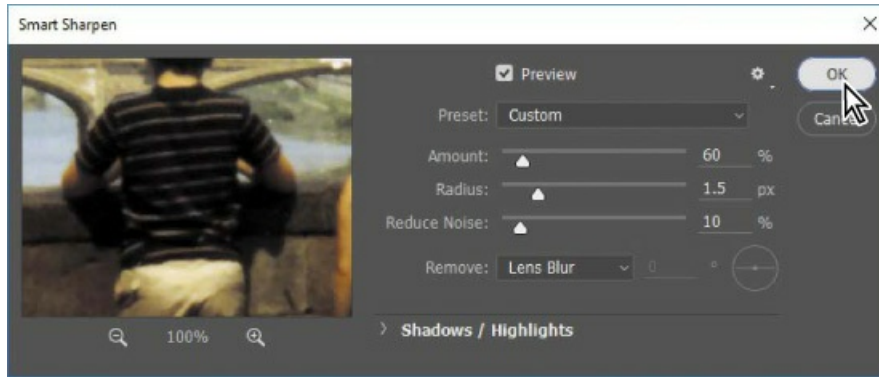 Smart Sharpen
Preview
OK
Preset: Custom
Cancel
Amount: 60 %
Radius: 1.5 px
Reduce Noise: 10 %
Remove: Lens Blur 0 °
Shadows / Highlights
100%